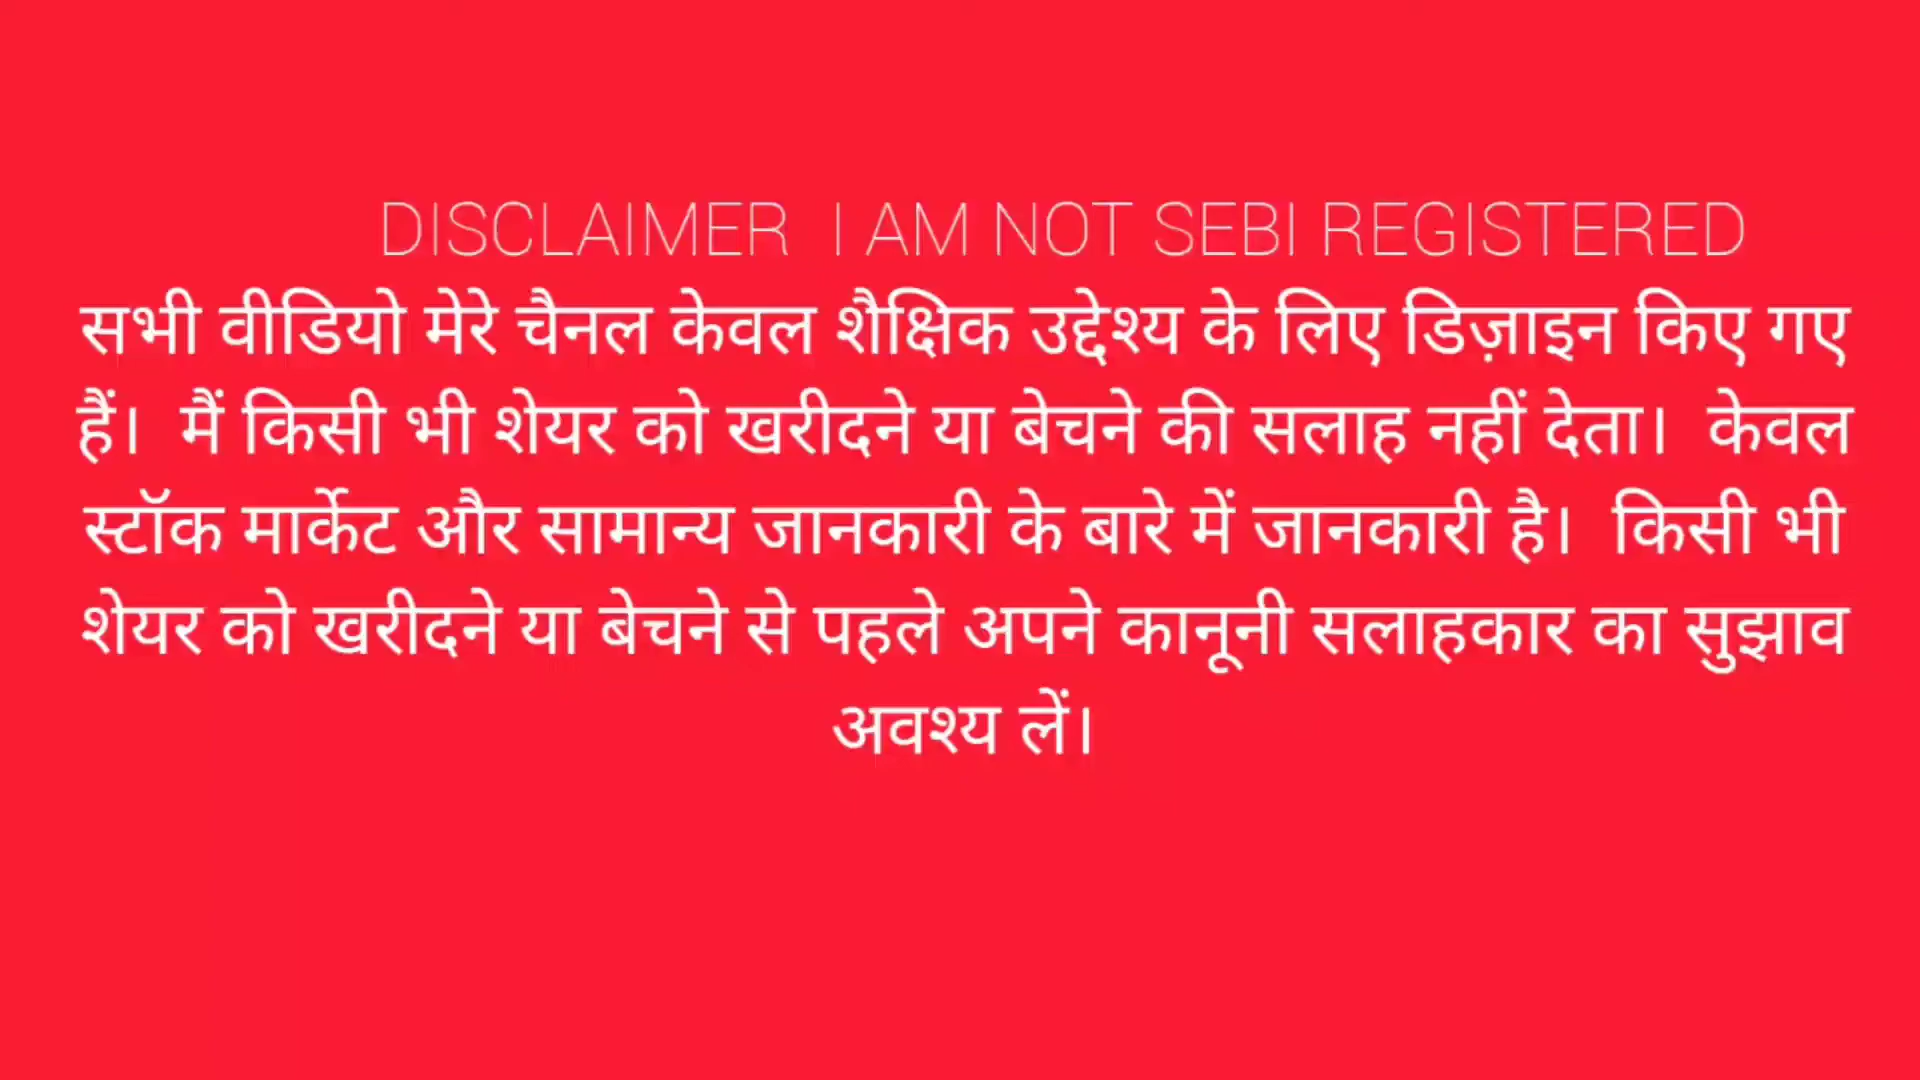 DISCLAIMER I AM NOT SEBI REGISTERED
सभी वीडियो मेरे चैनल केवल शैक्षिक उद्देश्य के लिए डिज़ाइन किए गए
हैं। मैं किसी भी शेयर को खरीदने या बेचने की सलाह नहीं देता। केवल
स्टॉक मार्केट और सामान्य जानकारी के बारे में जानकारी है। किसी भी
शेयर को खरीदने या बेचने से पहले अपने कानूनी सलाहकार का सुझाव
अवश्य लें।